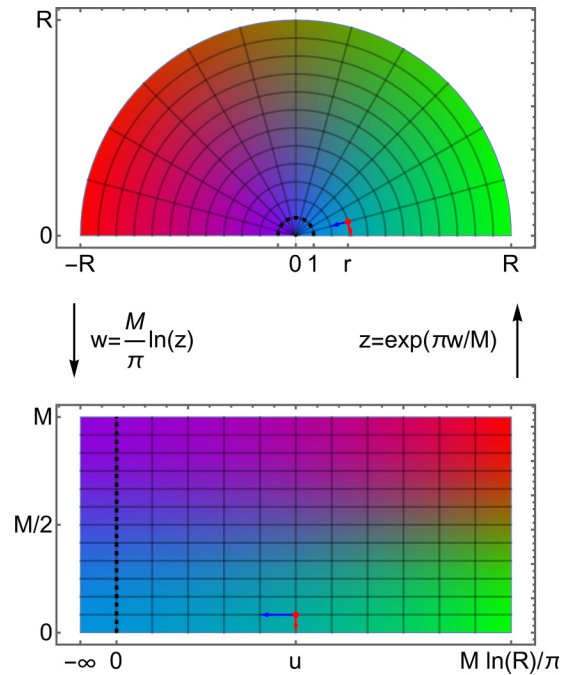 R
0
−R 0 1 r R
w=M/π ln(z) z=exp(πw/M)
M
M/2
0
−∞ 0 u M ln(R)/π